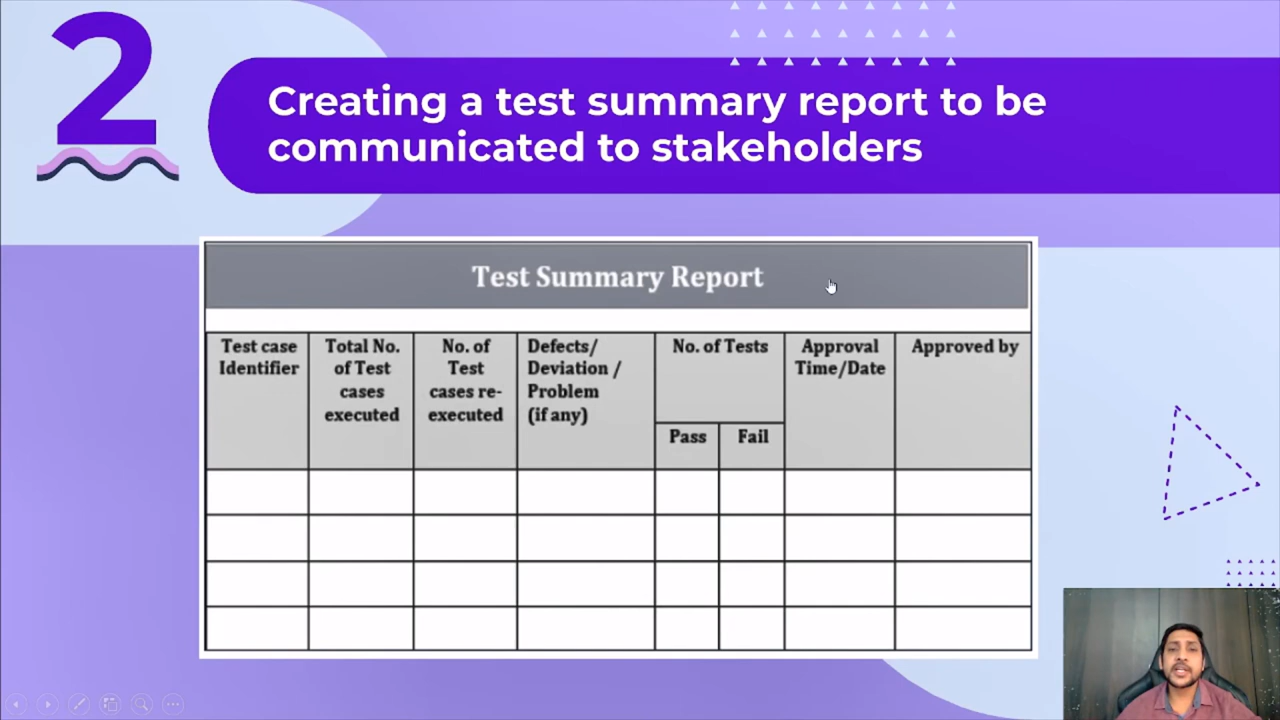 2
Creating a test summary report to be
communicated to stakeholders
Test Summary Report
Test case
Identifier
Total No.
of Test
cases
executed
No. of
Test
cases re-
executed
Defects/
Deviation /
Problem
(if any)
No. of Tests
Pass
Fail
Approval
Time/Date
Approved by